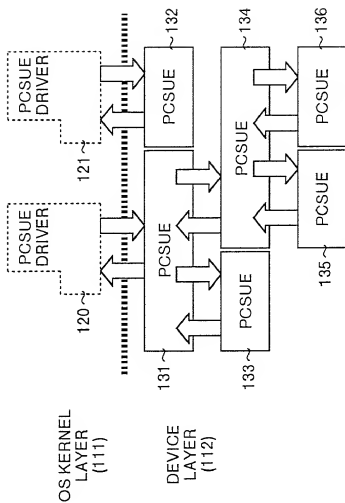 OS KERNEL
LAYER
(111)
PCSUE
DRIVER
120
PCSUE
DRIVER
121
DEVICE
LAYER
(112)
131
PCSUE
PCSUE
132
133
PCSUE
PCSUE
134
135
PCSUE
PCSUE
136